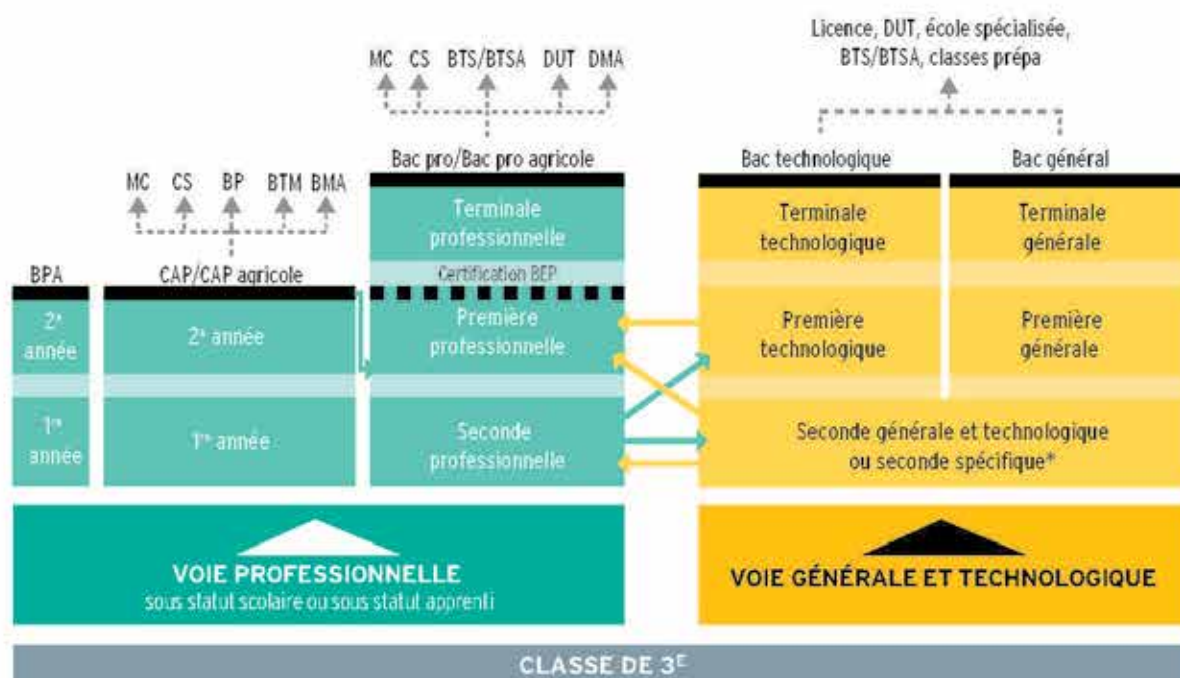 Licence, DUT, école spécialisée,
BTS/BTSA, classes prépa
MC CS BTS/BTSA DUT DMA
Bac pro/Bac pro agricole
Bac technologique
Bac général
MC CS BP BTM BMA
Terminale
professionnelle
Terminale
technologique
Terminale
générale
BPA
CAP/CAP agricole
Certification BEP
2e
année
2e année
Première
professionnelle
Première
technologique
Première
générale
1re
année
1re année
Seconde
professionnelle
Seconde générale et technologique
ou seconde spécifique*
VOIE PROFESSIONNELLE
sous statut scolaire ou sous statut apprenti
VOIE GÉNÉRALE ET TECHNOLOGIQUE
CLASSE DE 3E